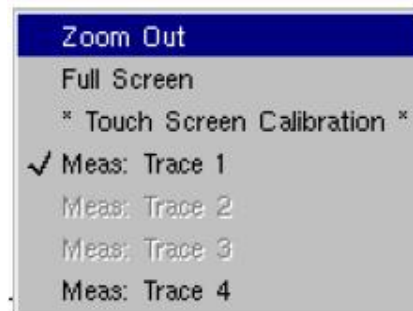 Zoom Out
Full Screen
* Touch Screen Calibration *
✓ Meas: Trace 1
Meas: Trace 2
Meas: Trace 3
Meas: Trace 4